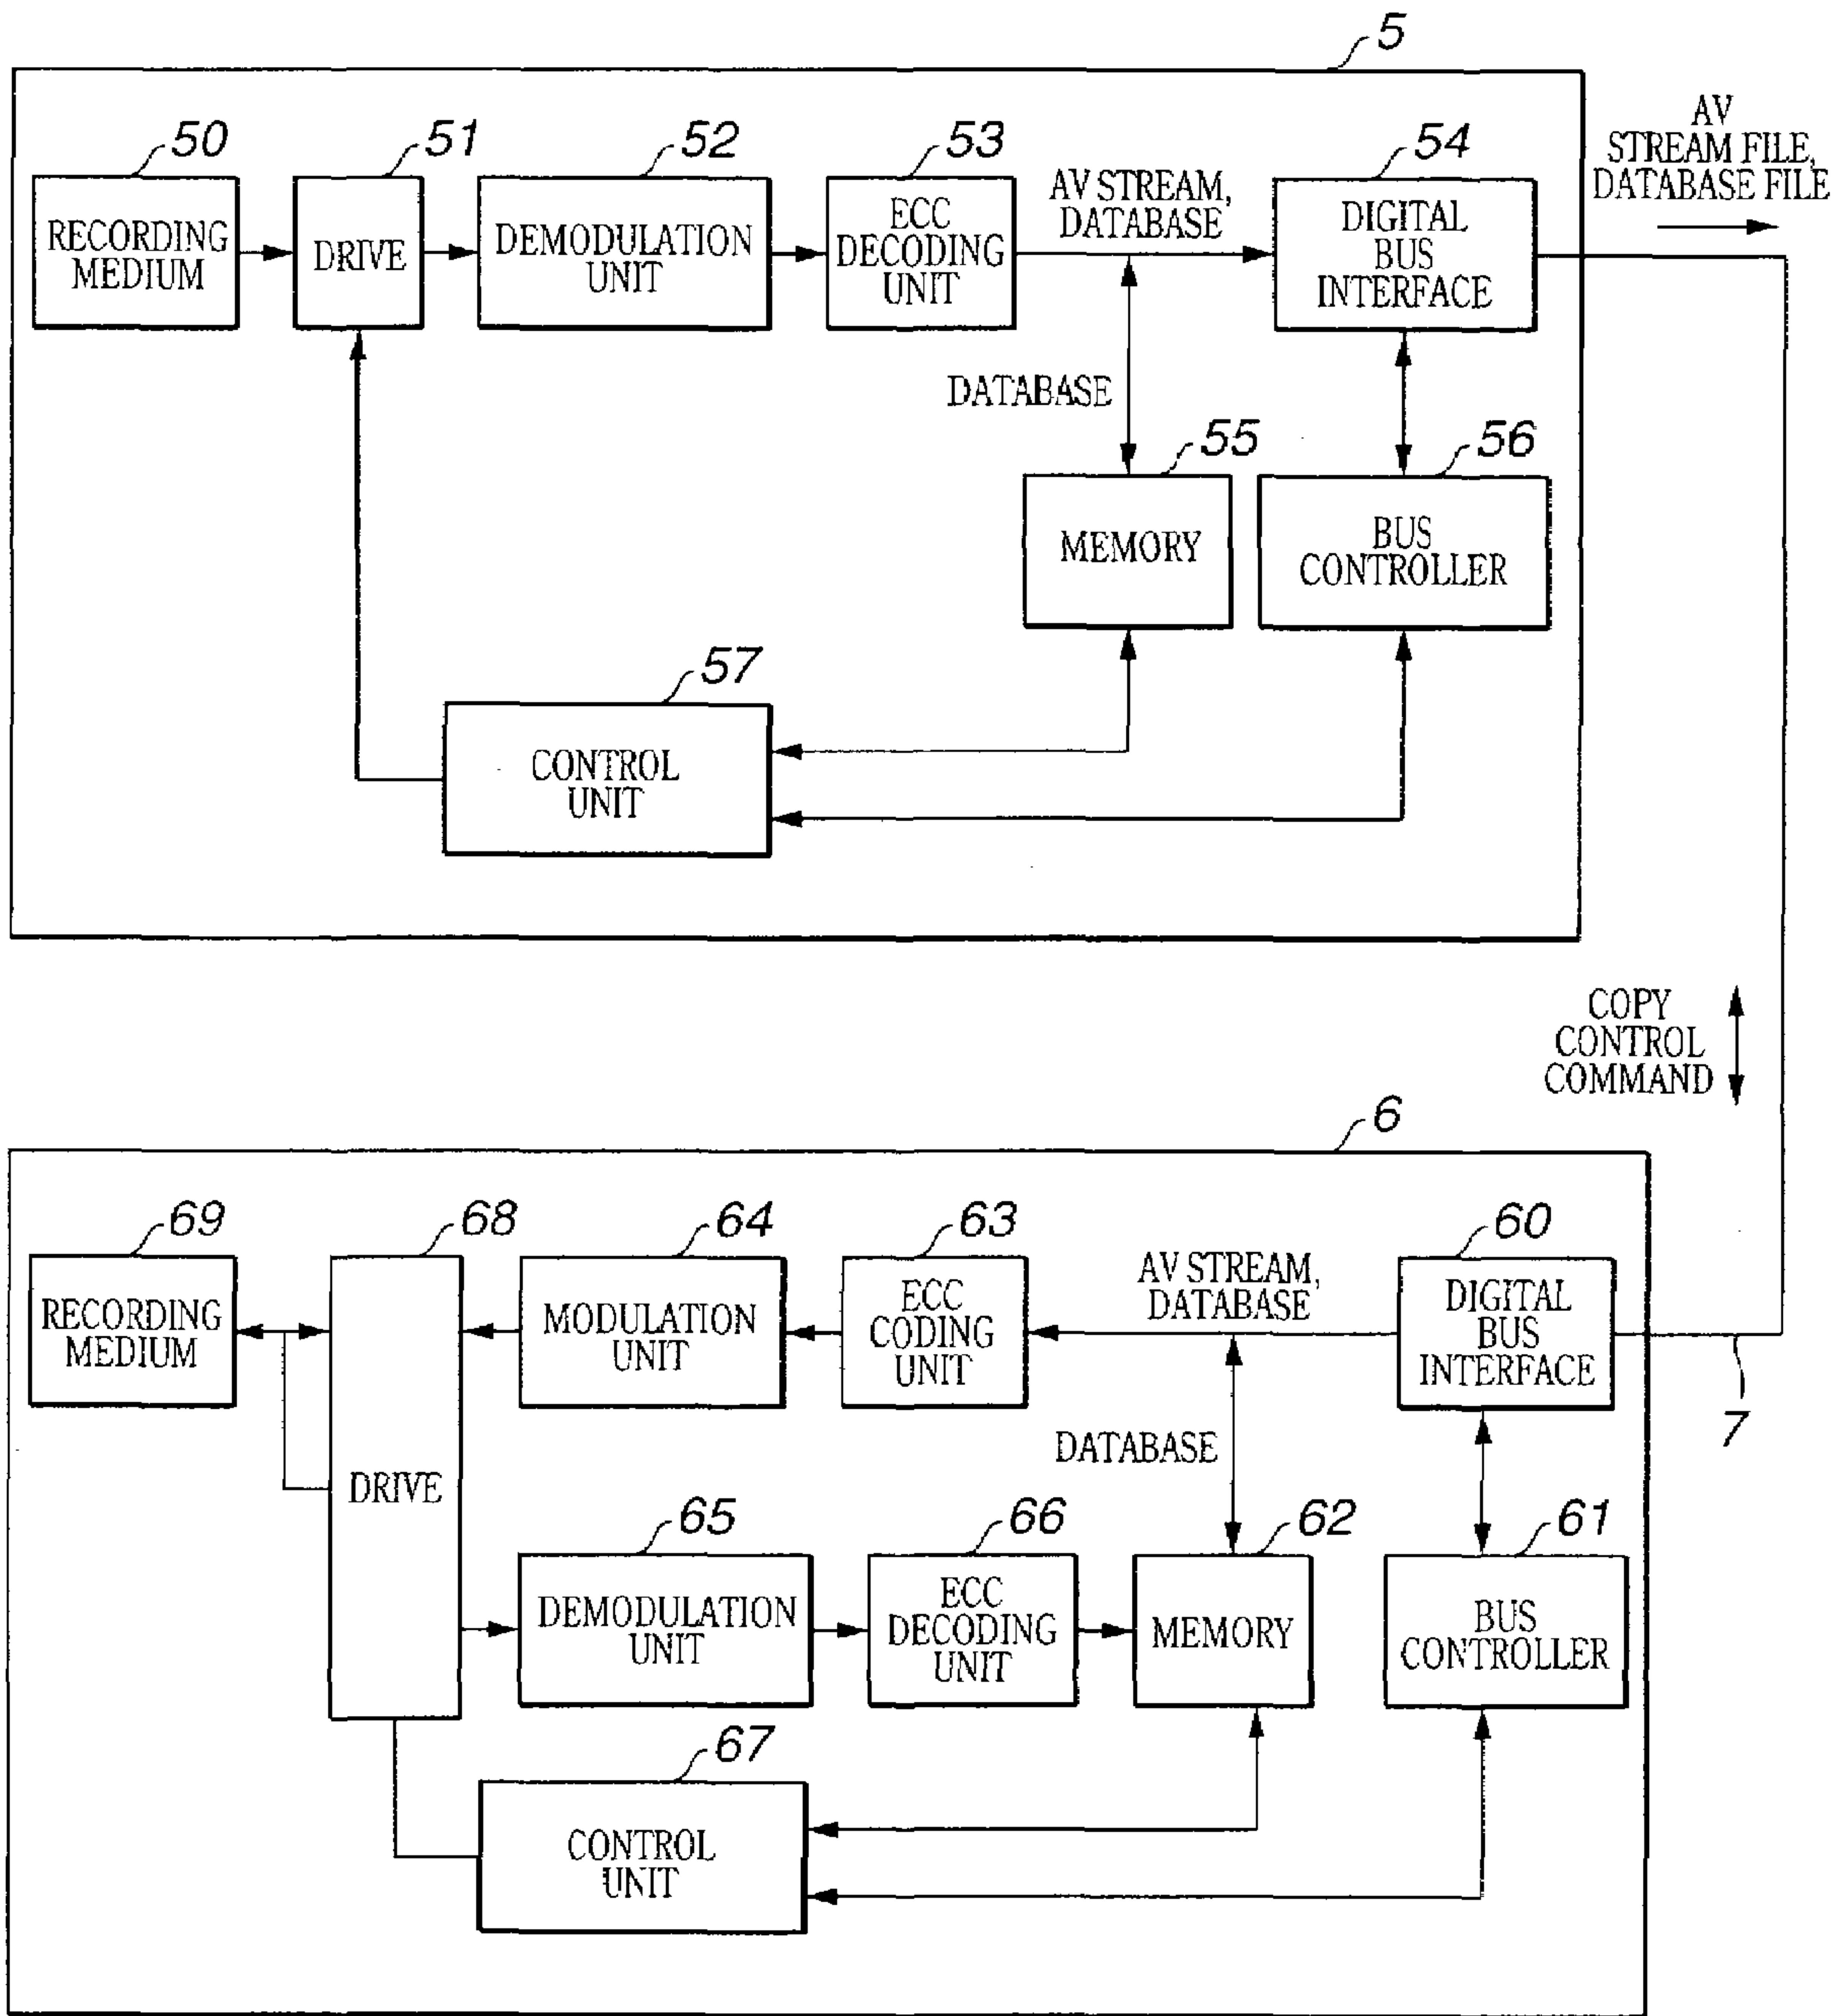 5
50
51
52
53
54
AV
STREAM FILE,
DATABASE FILE
RECORDING
MEDIUM
DRIVE
DEMODULATION
UNIT
ECC
DECODING
UNIT
AV STREAM,
DATABASE
DIGITAL
BUS
INTERFACE
DATABASE
55
56
MEMORY
BUS
CONTROLLER
57
CONTROL
UNIT
COPY
CONTROL
COMMAND
6
69
68
64
63
60
RECORDING
MEDIUM
DRIVE
MODULATION
UNIT
ECC
CODING
UNIT
AV STREAM,
DATABASE
DIGITAL
BUS
INTERFACE
7
DATABASE
65
66
62
61
DEMODULATION
UNIT
ECC
DECODING
UNIT
MEMORY
BUS
CONTROLLER
67
CONTROL
UNIT